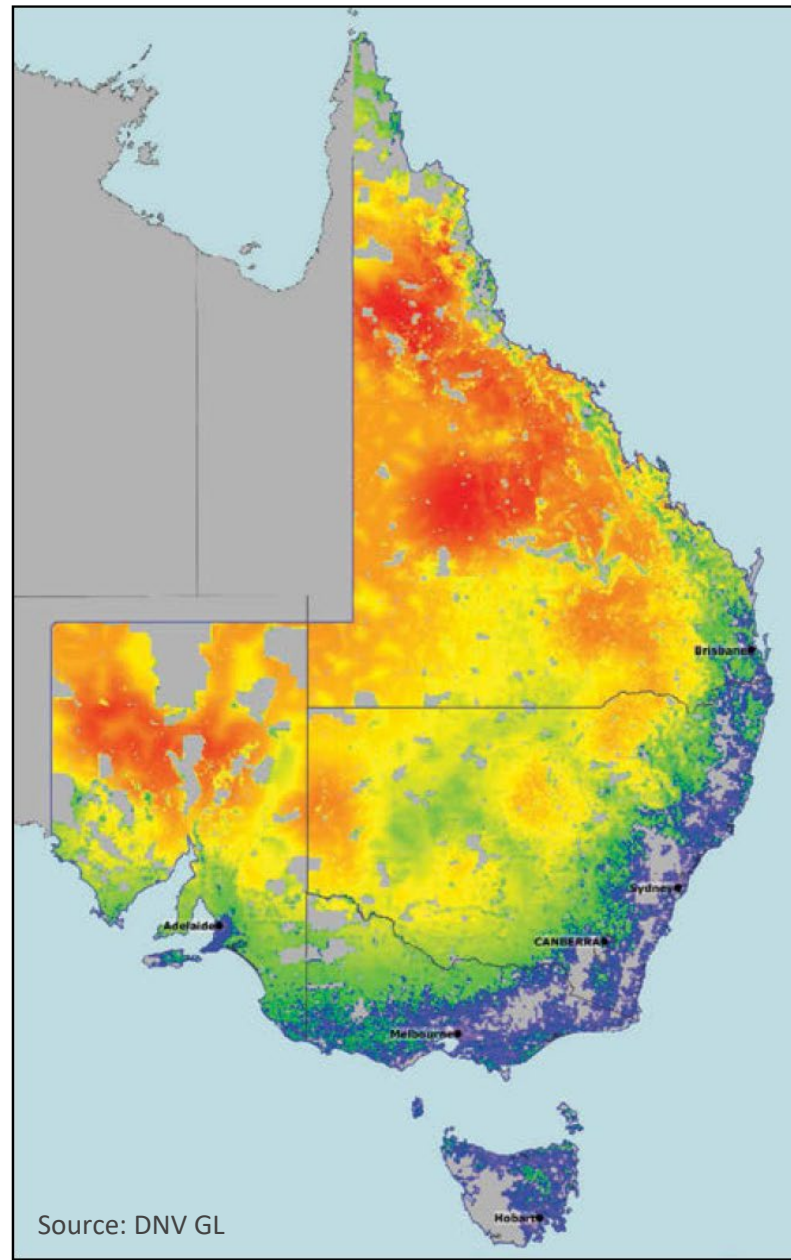 Brisbane
Sydney
Adelaide
CANBERRA
Melbourne
Hobart
Source: DNV GL